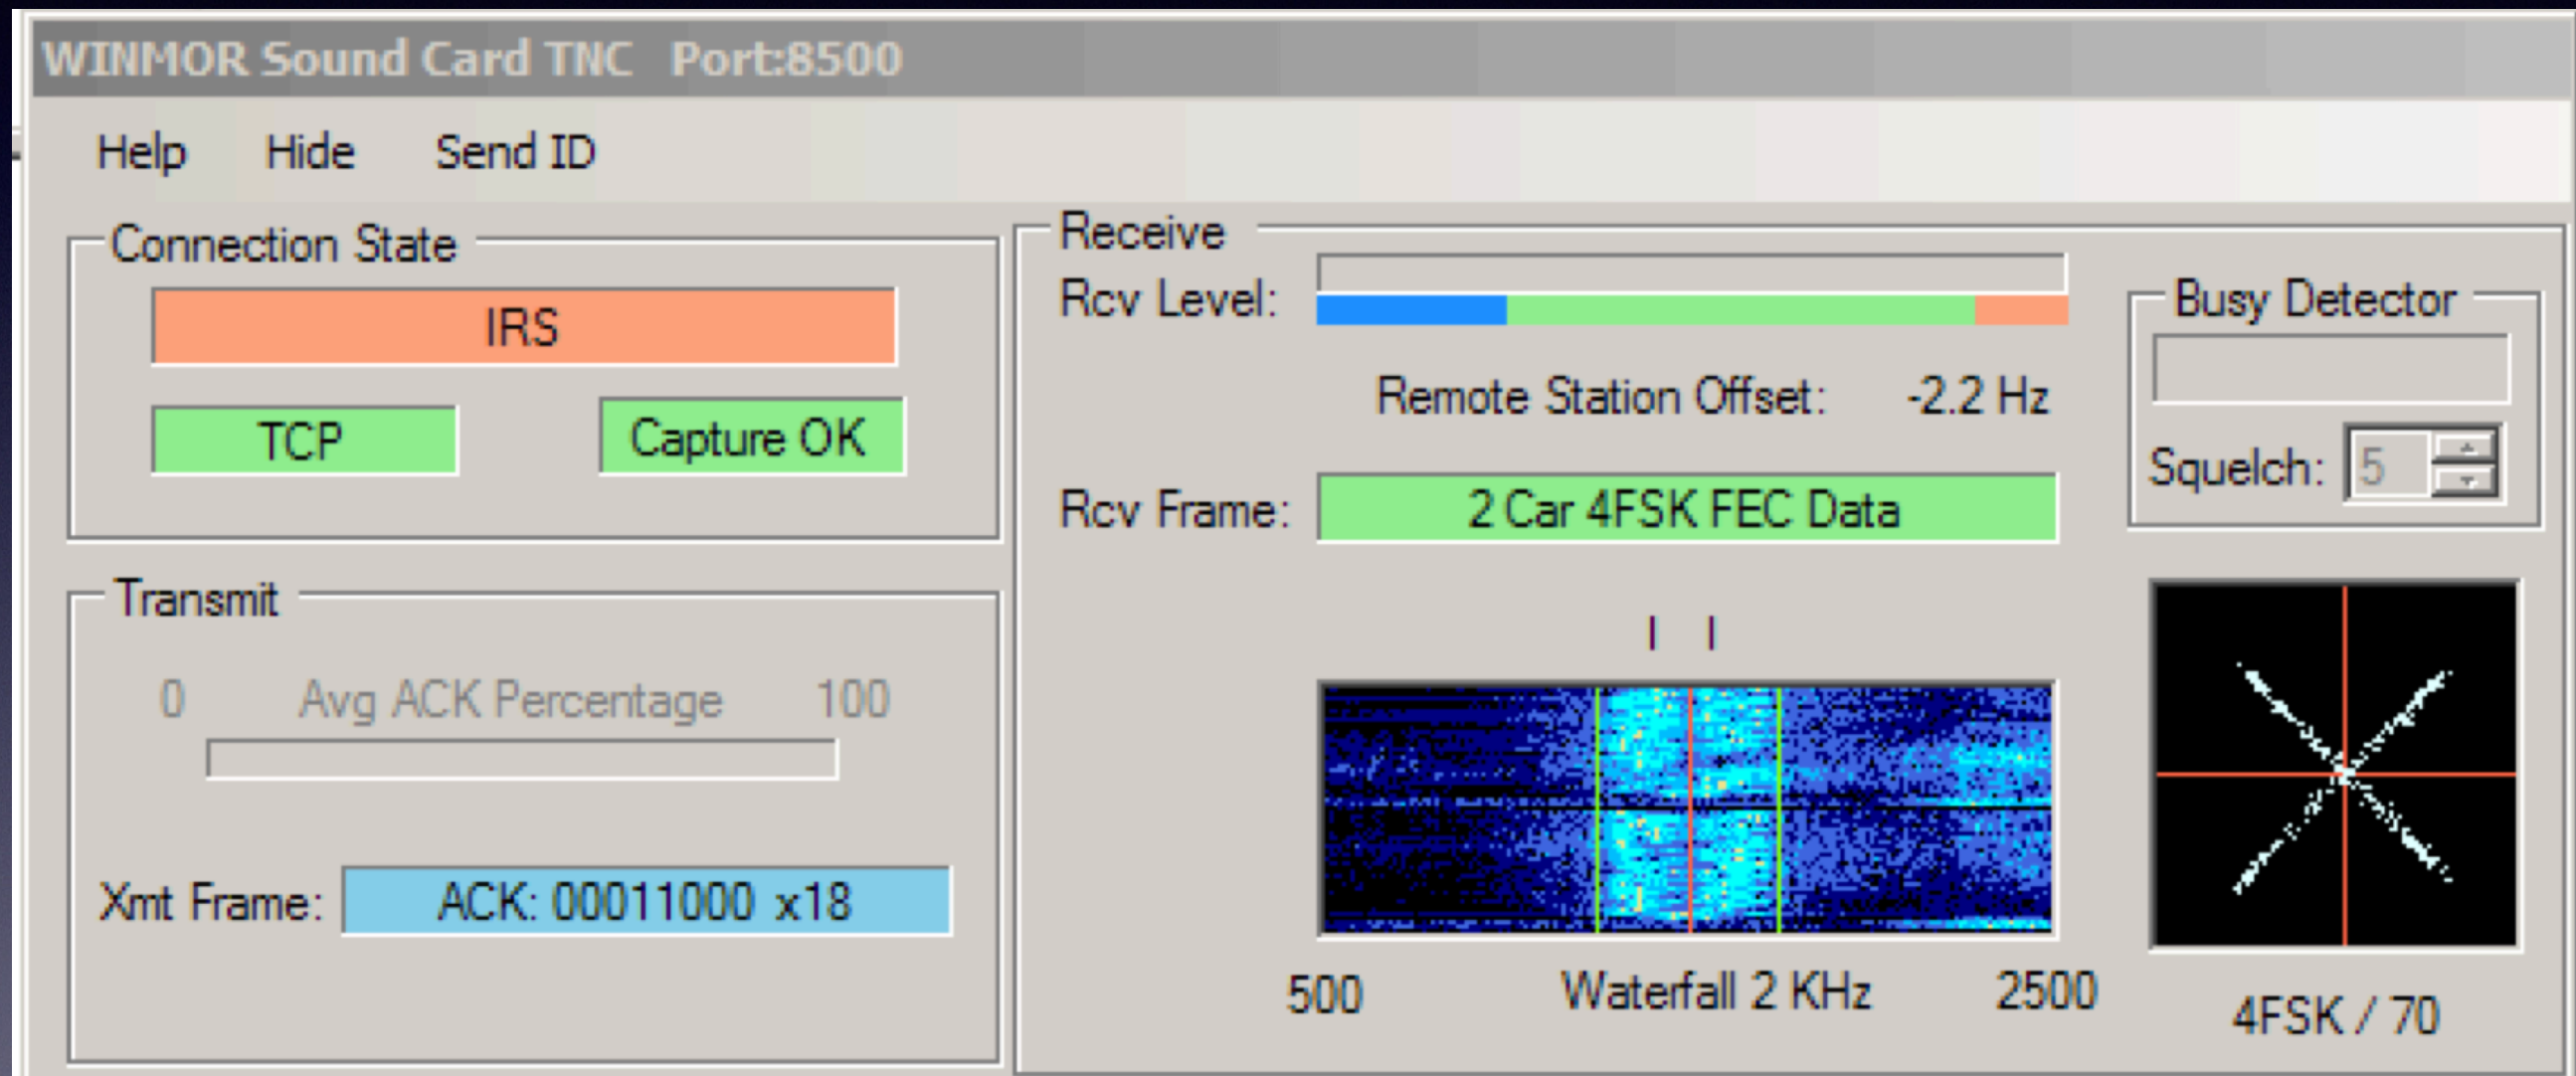 WINMOR Sound Card TNC Port:8500
Help Hide Send ID
Connection State
IRS
TCP Capture OK
Transmit
0 Avg ACK Percentage 100
Xmt Frame: ACK: 00011000 x18
Receive
Rcv Level:
Remote Station Offset: -2.2 Hz
Rcv Frame: 2 Car 4FSK FEC Data
500 Waterfall 2 KHz 2500
Busy Detector
Squelch: 5
4FSK / 70